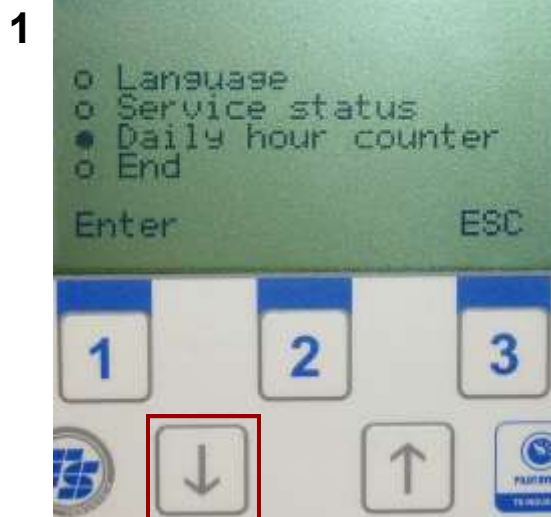 1
o Language
o Service status
● Daily hour counter
o End
Enter ESC
1 2 3
↓ ↑